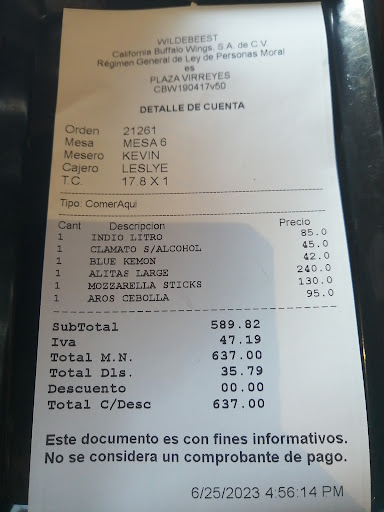 WILDEBEEST
California Buffalo Wings, S.A. de C.V
Régimen General de Ley de Personas Moral
es
PLAZA VIRREYES
CBW190417v50
DETALLE DE CUENTA
Orden 21261
Mesa MESA 6
Mesero KEVIN
Cajero LESLYE
T.C. 17.8 X 1
Tipo: ComerAqui
Cant Descripcion Precio
1 INDIO LITRO 85.0
1 CLAMATO S/ALCOHOL 45.0
1 BLUE KEMON 42.0
1 ALITAS LARGE 240.0
1 MOZZARELLA STICKS 130.0
1 AROS CEBOLLA 95.0
SubTotal 589.82
Iva 47.19
Total M.N. 637.00
Total Dls. 35.79
Descuento 00.00
Total C/Desc 637.00
Este documento es con fines informativos.
No se considera un comprobante de pago.
6/25/2023 4:56:14 PM